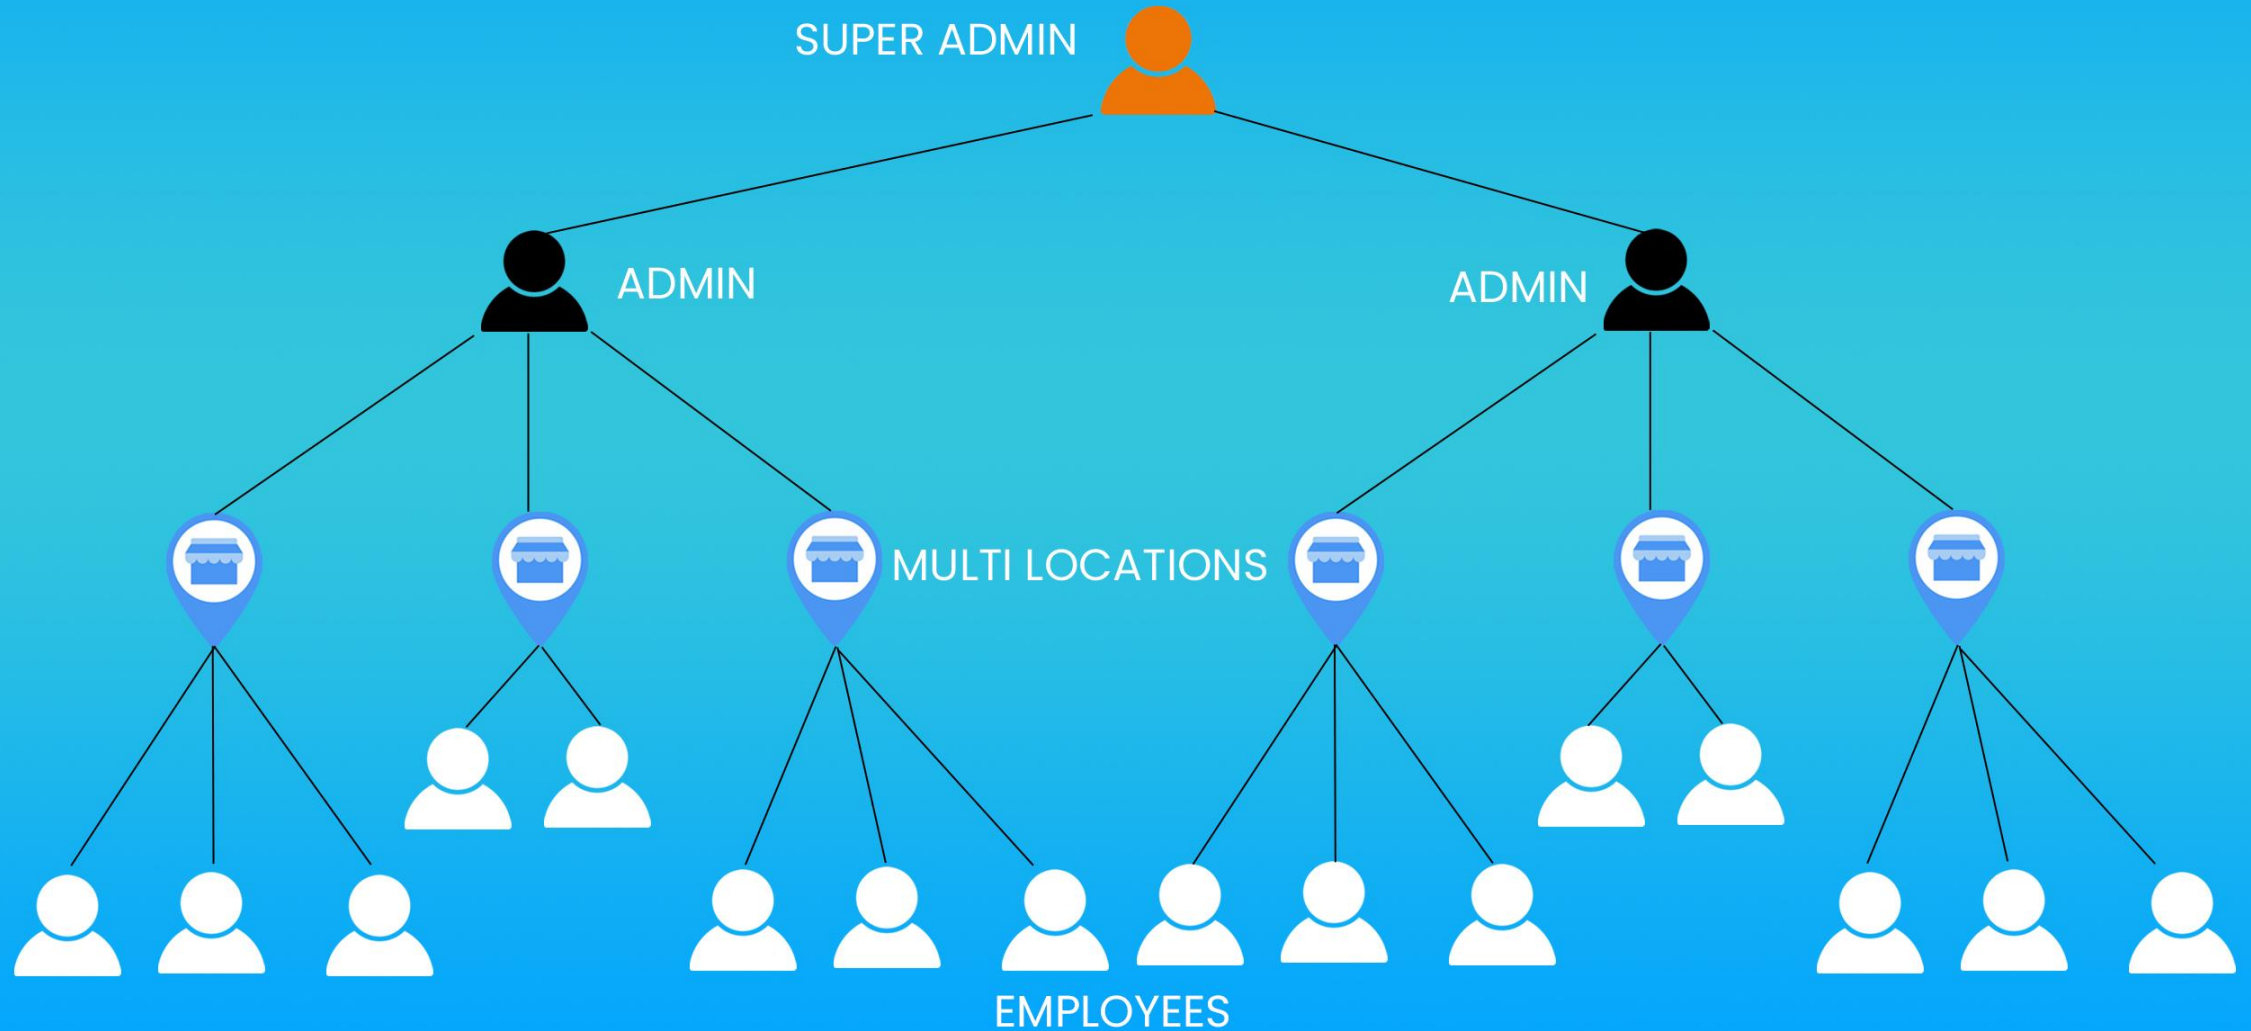 SUPER ADMIN
ADMIN
ADMIN
MULTI LOCATIONS
EMPLOYEES